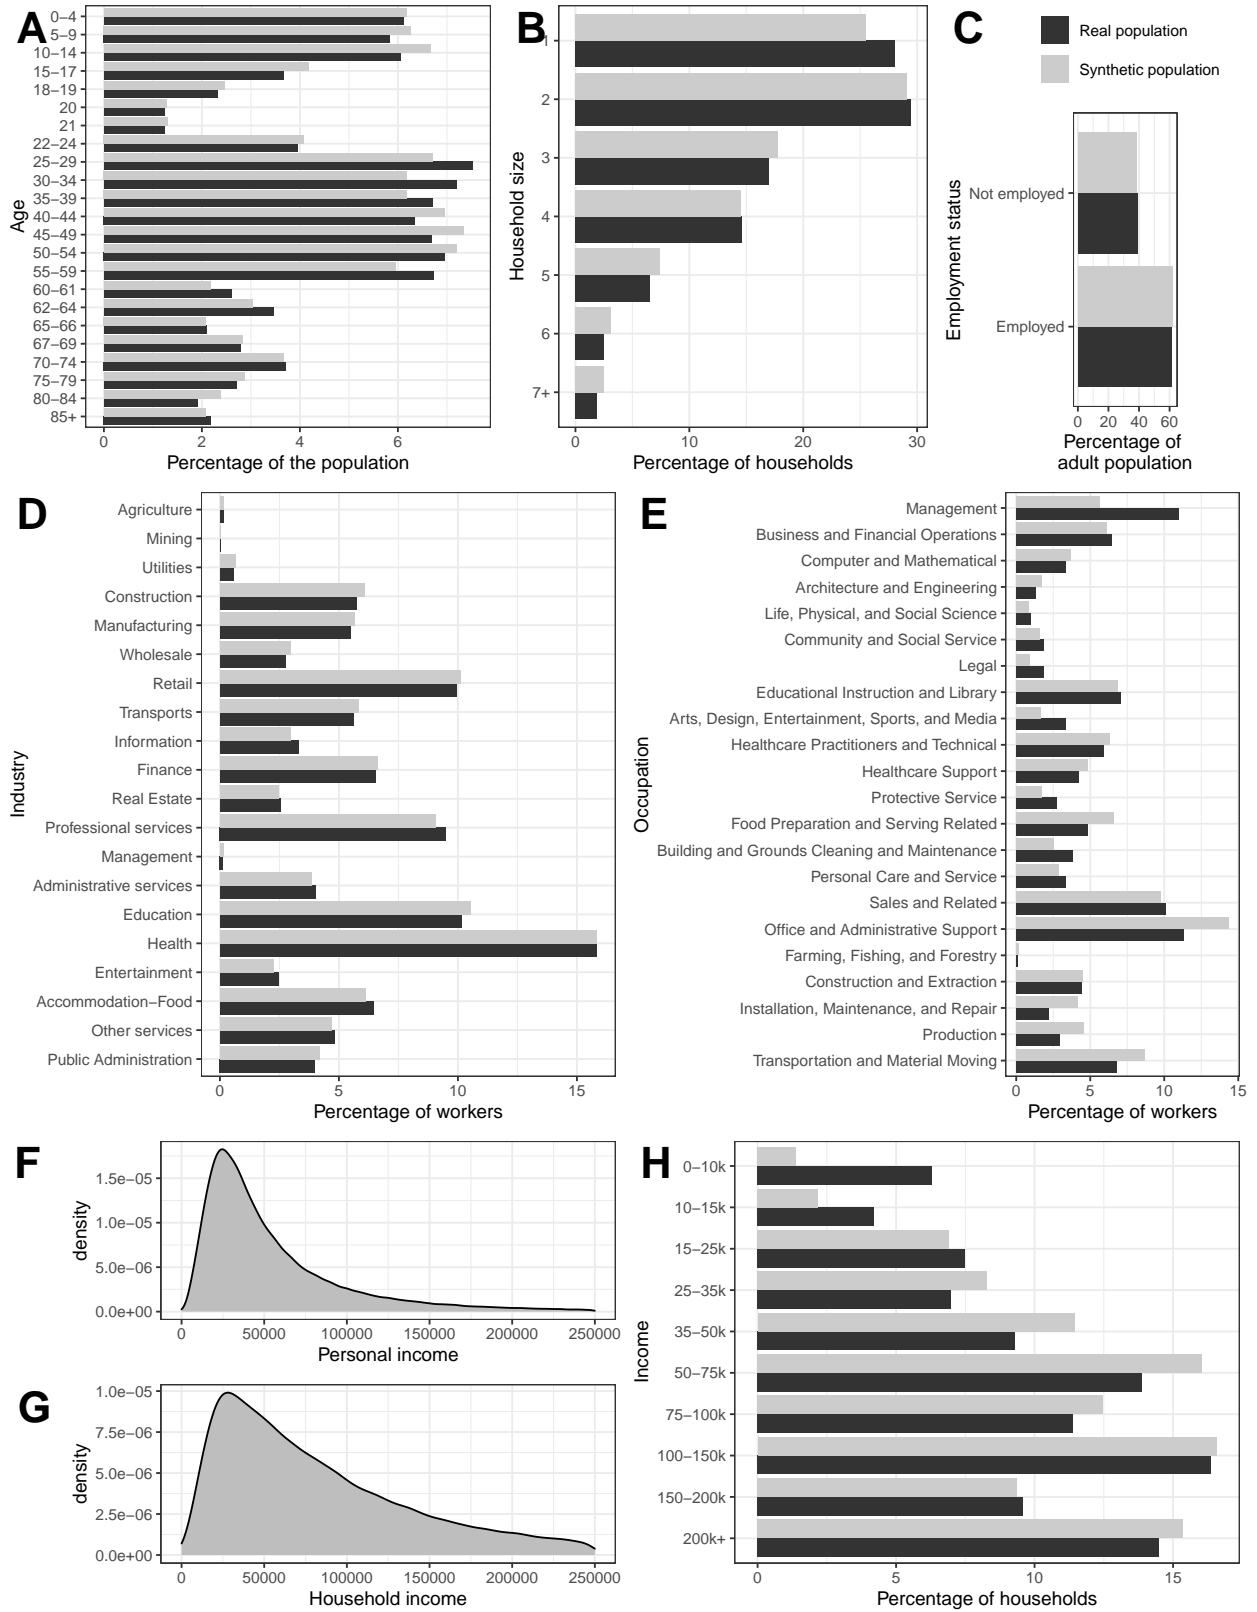 A
0−4
5−9
10−14
15−17
18−19
20
21
22−24
25−29
30−34
35−39
40−44
45−49
50−54
55−59
60−61
62−64
65−66
67−69
70−74
75−79
80−84
85+
Age
0 2 4 6
Percentage of the population
B
1
2
3
4
5
6
7+
Household size
0 10 20 30
Percentage of households
C
Real population
Synthetic population
Not employed
Employed
Employment status
0 20 40 60
Percentage of
adult population
D
Agriculture
Mining
Utilities
Construction
Manufacturing
Wholesale
Retail
Transports
Information
Finance
Real Estate
Professional services
Management
Administrative services
Education
Health
Entertainment
Accommodation−Food
Other services
Public Administration
Industry
0 5 10 15
Percentage of workers
E
Management
Business and Financial Operations
Computer and Mathematical
Architecture and Engineering
Life, Physical, and Social Science
Community and Social Service
Legal
Educational Instruction and Library
Arts, Design, Entertainment, Sports, and Media
Healthcare Practitioners and Technical
Healthcare Support
Protective Service
Food Preparation and Serving Related
Building and Grounds Cleaning and Maintenance
Personal Care and Service
Sales and Related
Office and Administrative Support
Farming, Fishing, and Forestry
Construction and Extraction
Installation, Maintenance, and Repair
Production
Transportation and Material Moving
Occupation
0 5 10 15
Percentage of workers
F
1.5e−05
1.0e−05
5.0e−06
0.0e+00
density
0 50000 100000 150000 200000 250000
Personal income
G
1.0e−05
7.5e−06
5.0e−06
2.5e−06
0.0e+00
density
0 50000 100000 150000 200000 250000
Household income
H
0−10k
10−15k
15−25k
25−35k
35−50k
50−75k
75−100k
100−150k
150−200k
200k+
Income
0 5 10 15
Percentage of households